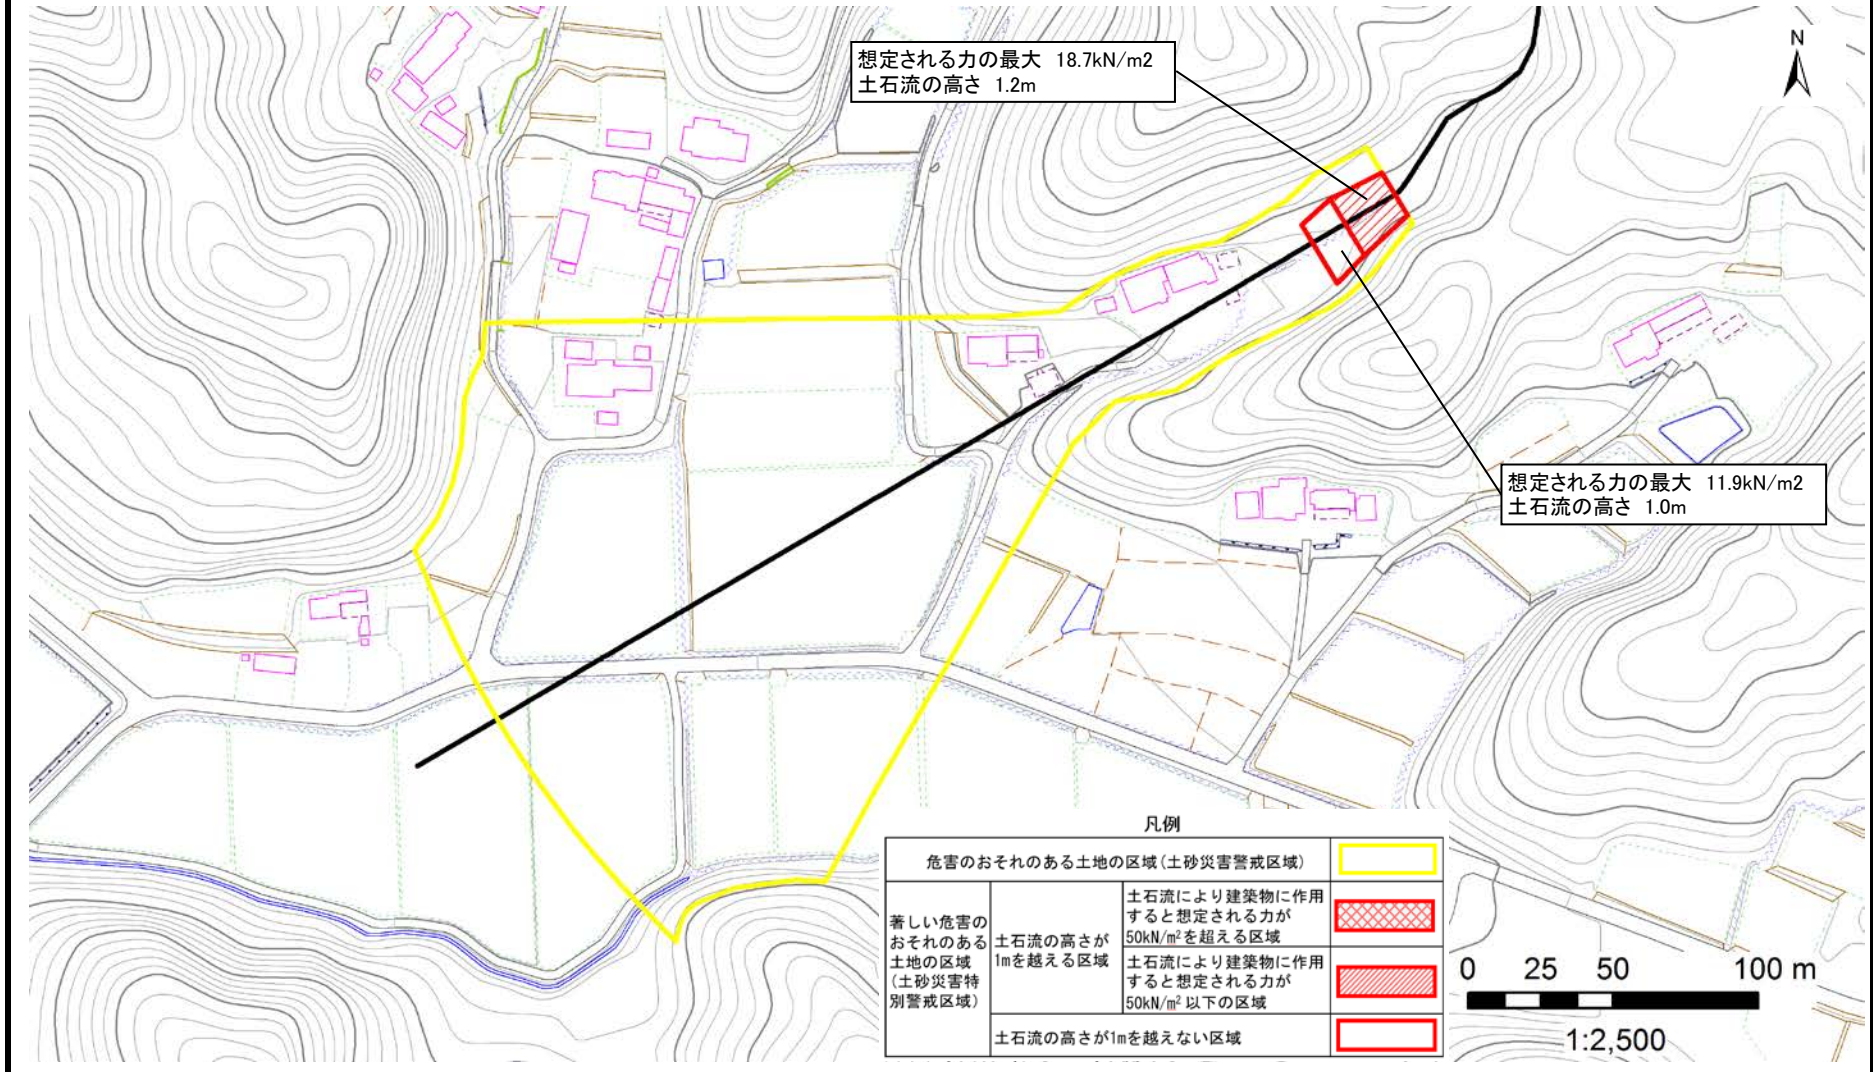 想定される力の最大 18.7kN/m2
土石流の高さ 1.2m
N
想定される力の最大 11.9kN/m2
土石流の高さ 1.0m
凡例
危害のおそれのある土地の区域(土砂災害警戒区域)
著しい危害の
おそれのある
土地の区域
(土砂災害特
別警戒区域)
土石流の高さが
1mを越える区域
土石流により建築物に作用
すると想定される力が
50kN/m²を超える区域
土石流により建築物に作用
すると想定される力が
50kN/m² 以下の区域
土石流の高さが1mを越えない区域
0 25 50 100 m
1:2,500